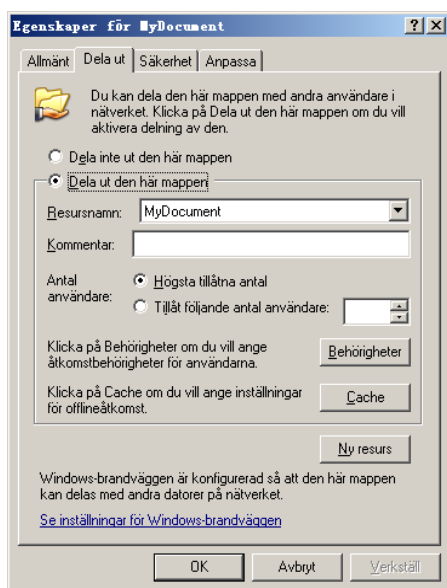 Egenskaper för MyDocument
Allmänt Dela ut Säkerhet Anpassa
Du kan dela den här mappen med andra användare i
nätverket. Klicka på Dela ut den här mappen om du vill
aktivera delning av den.
Dela inte ut den här mappen
Dela ut den här mappen
Resursnamn: MyDocument
Kommentar:
Antal
användare:
Högsta tillåtna antal
Tillåt följande antal användare:
Klicka på Behörigheter om du vill ange
åtkomstbehörigheter för användarna.
Behörigheter
Klicka på Cache om du vill ange inställningar
för offlineåtkomst.
Cache
Ny resurs
Windows-brandväggen är konfigurerad så att den här mappen
kan delas med andra datorer på nätverket.
Se inställningar för Windows-brandväggen
OK Avbryt Verkställ